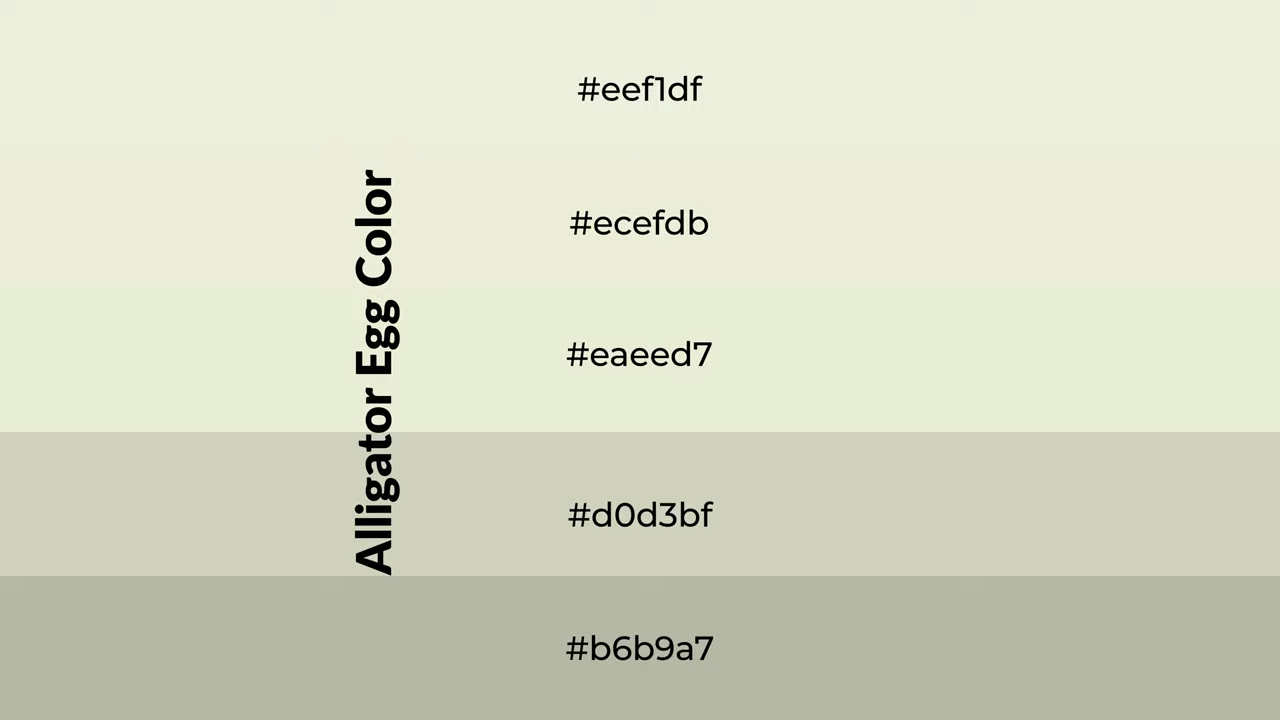 Alligator Egg Color
#eef1df
#ecefdb
#eaeed7
#d0d3bf
#b6b9a7